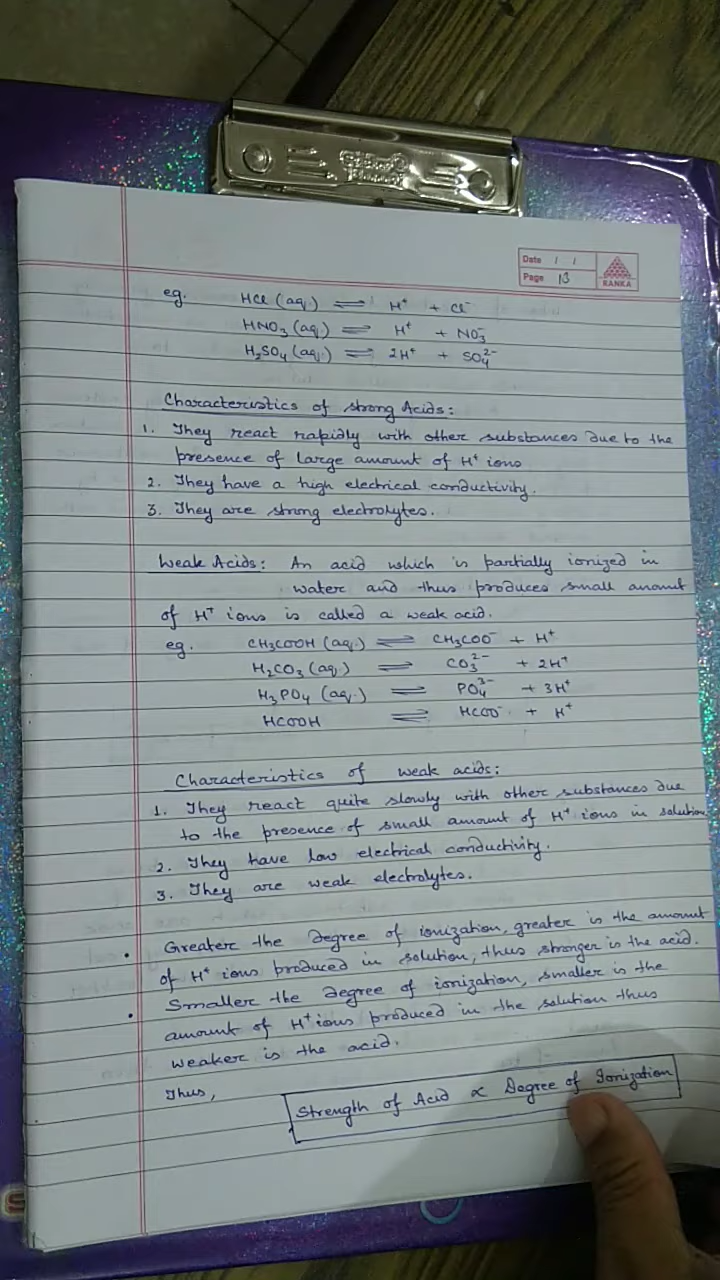 Date / /
Page 13
RANKA
eg. HCl (aq.) ⇌ H⁺ + Cl⁻
HNO₃ (aq.) ⇌ H⁺ + NO₃⁻
H₂SO₄ (aq.) ⇌ 2H⁺ + SO₄²⁻
Characteristics of strong Acids:
1. They react rapidly with other substances due to the
presence of large amount of H⁺ ions
2. They have a high electrical conductivity.
3. They are strong electrolytes.
Weak Acids: An acid which is partially ionized in
water and thus produces small amount
of H⁺ ions is called a weak acid.
eg. CH₃COOH (aq.) ⇌ CH₃COO⁻ + H⁺
H₂CO₃ (aq.) ⇌ CO₃²⁻ + 2H⁺
H₃PO₄ (aq.) ⇌ PO₄³⁻ + 3H⁺
HCOOH ⇌ HCOO⁻ + H⁺
Characteristics of weak acids:
1. They react quite slowly with other substances due
to the presence of small amount of H⁺ ions in solution
2. They have low electrical conductivity.
3. They are weak electrolytes.
• Greater the degree of ionization, greater is the amount
of H⁺ ions produced in solution, thus stronger is the acid.
• Smaller the degree of ionization, smaller is the
amount of H⁺ ions produced in the solution thus
weaker is the acid.
Thus,
Strength of Acid ∝ Degree of Ionization